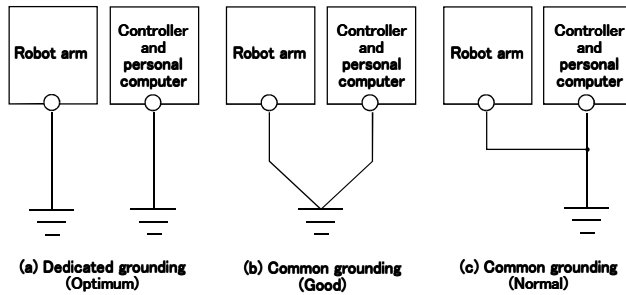 Robot arm
Controller
and
personal
computer
Robot arm
Controller
and
personal
computer
Robot arm
Controller
and
personal
computer
(a) Dedicated grounding
(Optimum)
(b) Common grounding
(Good)
(c) Common grounding
(Normal)